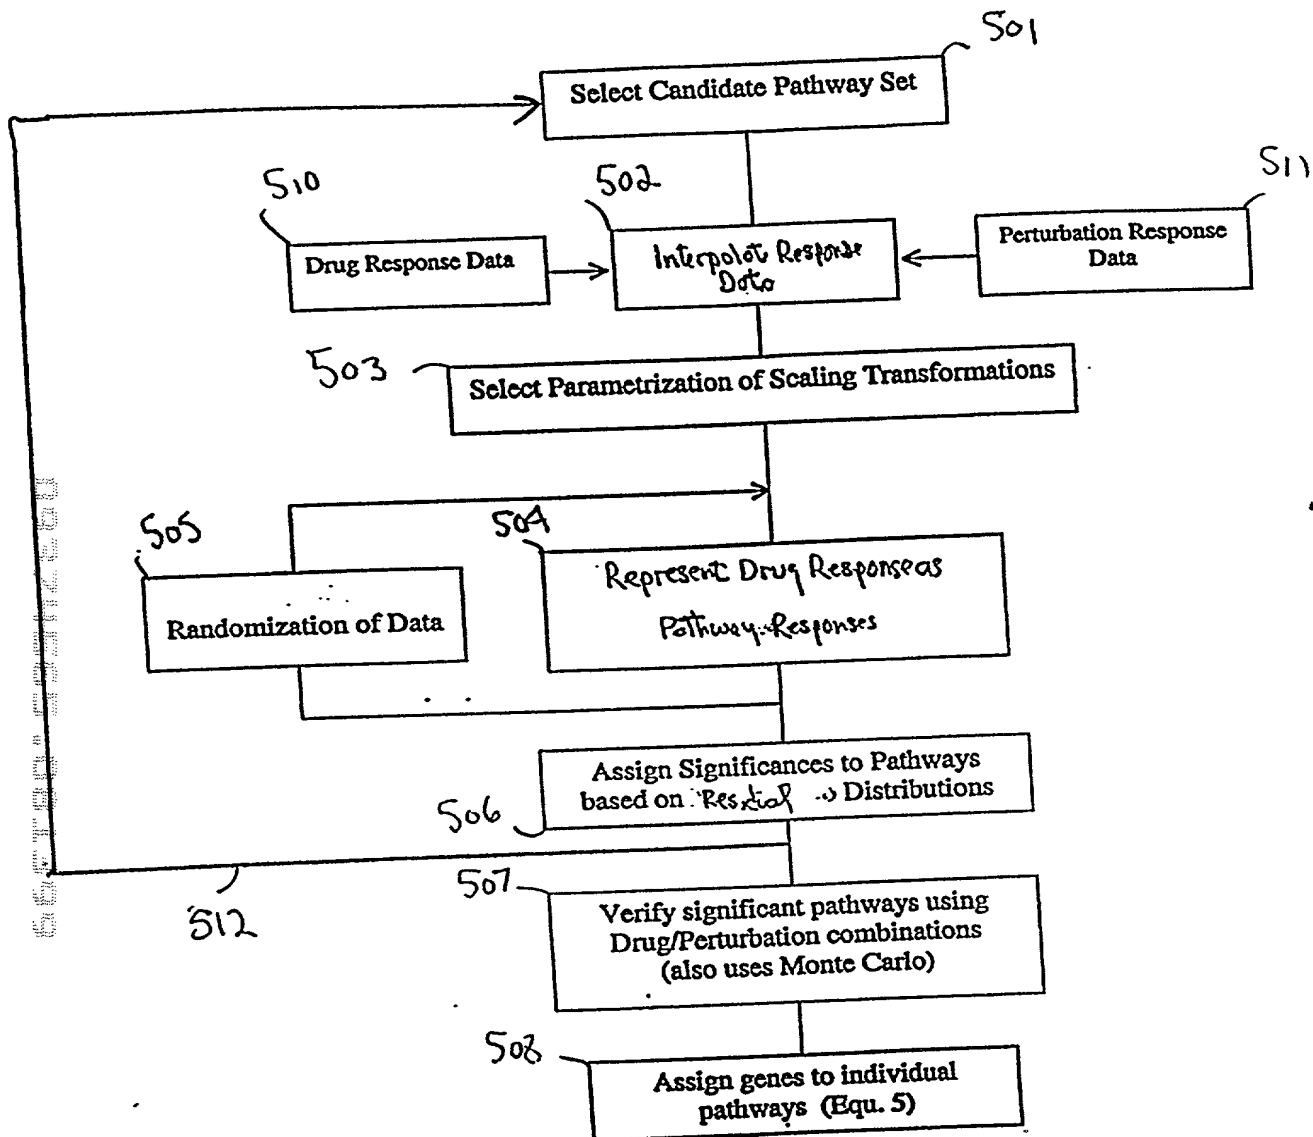 501
Select Candidate Pathway Set
510
502
511
Drug Response Data
Interpolat Response
Data
Perturbation Response
Data
503
Select Parametrization of Scaling Transformations
505
504
Randomization of Data
Represent Drug Response as
Pathway Responses
Assign Significances to Pathways
based on Distributions
506
512
507
Verify significant pathways using
Drug/Perturbation combinations
(also uses Monte Carlo)
508
Assign genes to individual
pathways (Equ. 5)